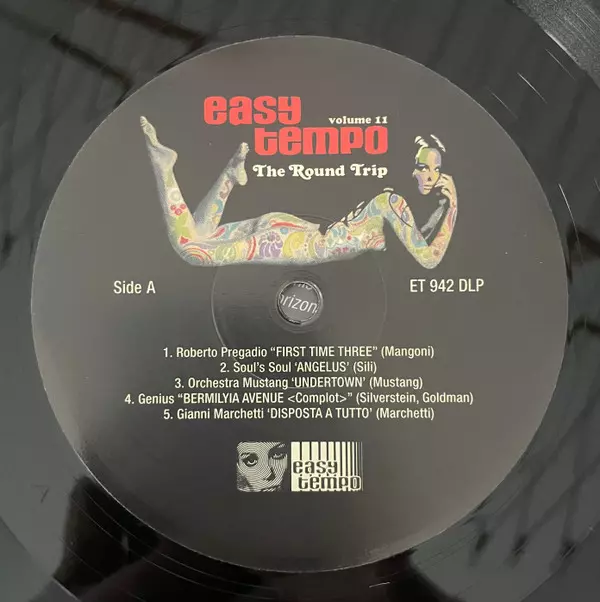 easy
volume 11
tempo
The Round Trip
Side A
ET 942 DLP
orizon
1. Roberto Pregadio “FIRST TIME THREE” (Mangoni)
2. Soul's Soul ‘ANGELUS’ (Sili)
3. Orchestra Mustang ‘UNDERTOWN’ (Mustang)
4. Genius “BERMILYIA AVENUE <Complot>” (Silverstein, Goldman)
5. Gianni Marchetti ‘DISPOSTA A TUTTO’ (Marchetti)
easy
tempo